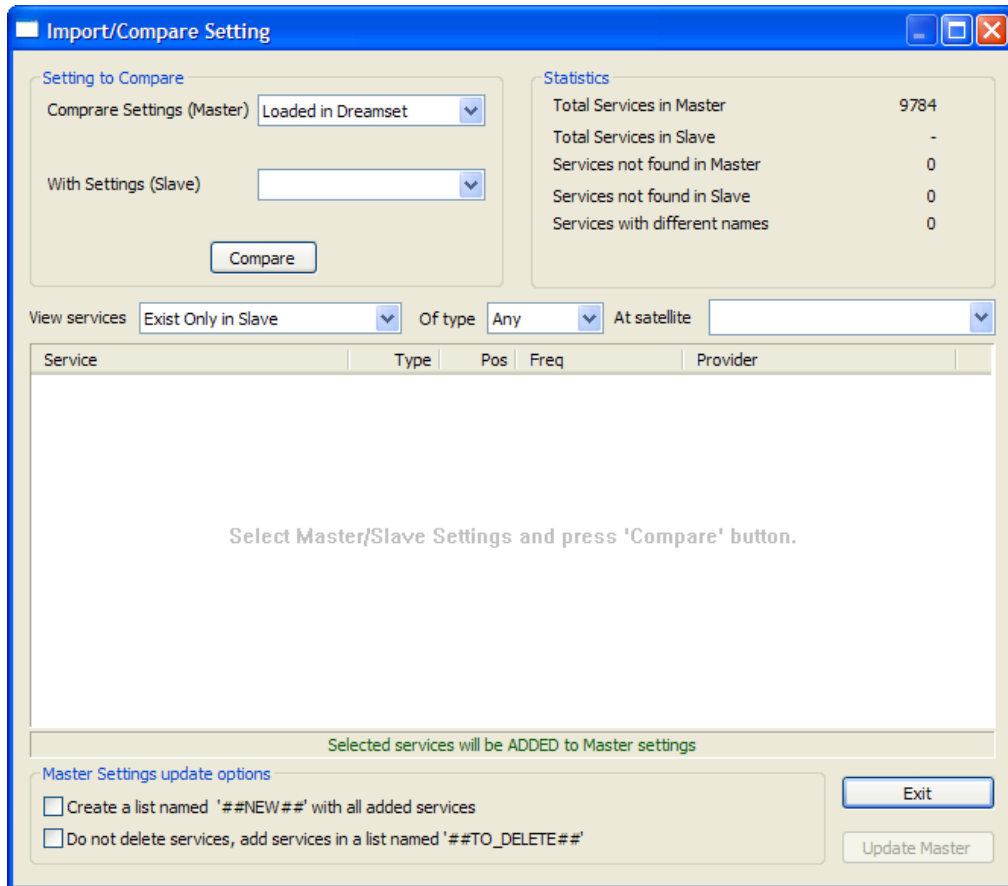 Import/Compare Setting
Setting to Compare
Comprare Settings (Master) Loaded in Dreamset
With Settings (Slave)
Compare
Statistics
Total Services in Master 9784
Total Services in Slave -
Services not found in Master 0
Services not found in Slave 0
Services with different names 0
View services Exist Only in Slave Of type Any At satellite
Service Type Pos Freq Provider
Select Master/Slave Settings and press 'Compare' button.
Selected services will be ADDED to Master settings
Master Settings update options
Create a list named '##NEW##' with all added services
Do not delete services, add services in a list named '##TO_DELETE##'
Exit
Update Master